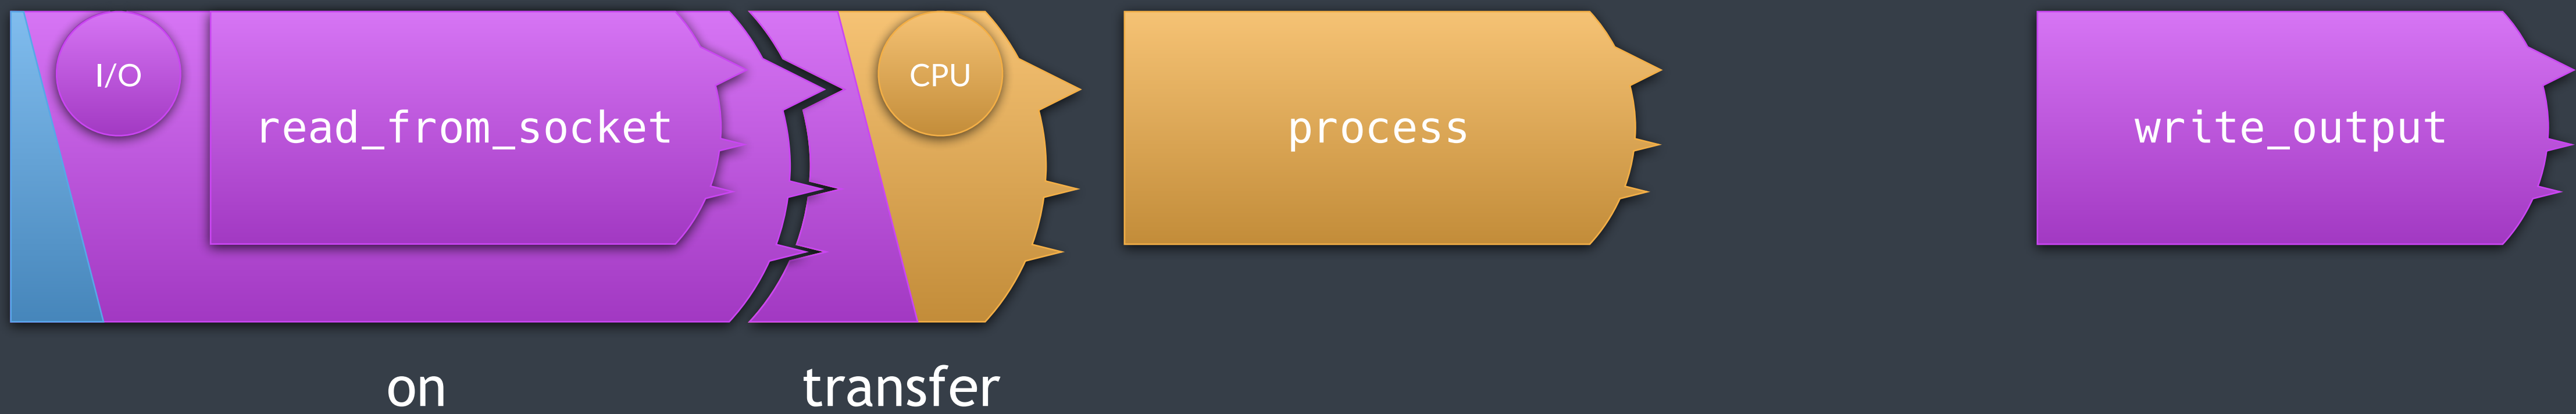 I/O
read_from_socket
CPU
process
write_output
on
transfer